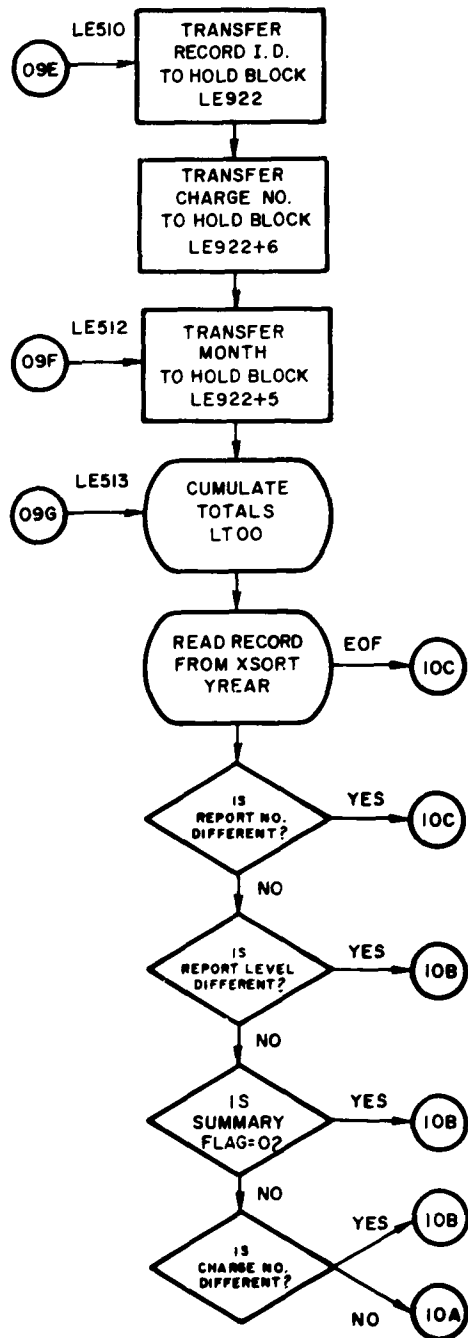 LE510
09E
TRANSFER
RECORD I.D.
TO HOLD BLOCK
LE922
TRANSFER
CHARGE NO.
TO HOLD BLOCK
LE922+6
LE512
09F
TRANSFER
MONTH
TO HOLD BLOCK
LE922+5
LE513
09G
CUMULATE
TOTALS
LT00
READ RECORD
FROM XSORT
YREAR
EOF
10C
IS
REPORT NO.
DIFFERENT?
YES
10C
NO
IS
REPORT LEVEL
DIFFERENT?
YES
10B
NO
IS
SUMMARY
FLAG=0?
YES
10B
NO
IS
CHARGE NO.
DIFFERENT?
YES
10B
NO
10A